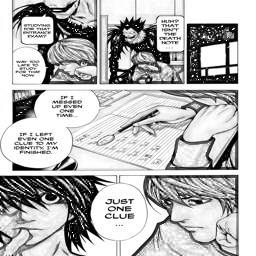 STUDYING
FOR THAT
ENTRANCE
EXAM?
WAY TOO
LATE TO
STUDY FOR
THAT NOW.
HUH?
THAT
ISN'T
THE
DEATH
NOTE
IF I
MESSED
UP EVEN
ONE
TIME...
IF I LEFT
EVEN ONE
CLUE TO MY
IDENTITY, I'M
FINISHED.
JUST
ONE
CLUE
...